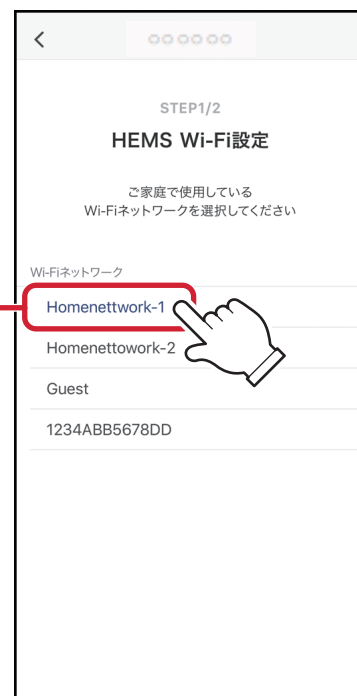 STEP1/2
HEMS Wi-Fi設定
ご家庭で使用している
Wi-Fiネットワークを選択してください
Wi-Fiネットワーク
Homenettwork-1
Homenettowork-2
Guest
1234ABB5678DD